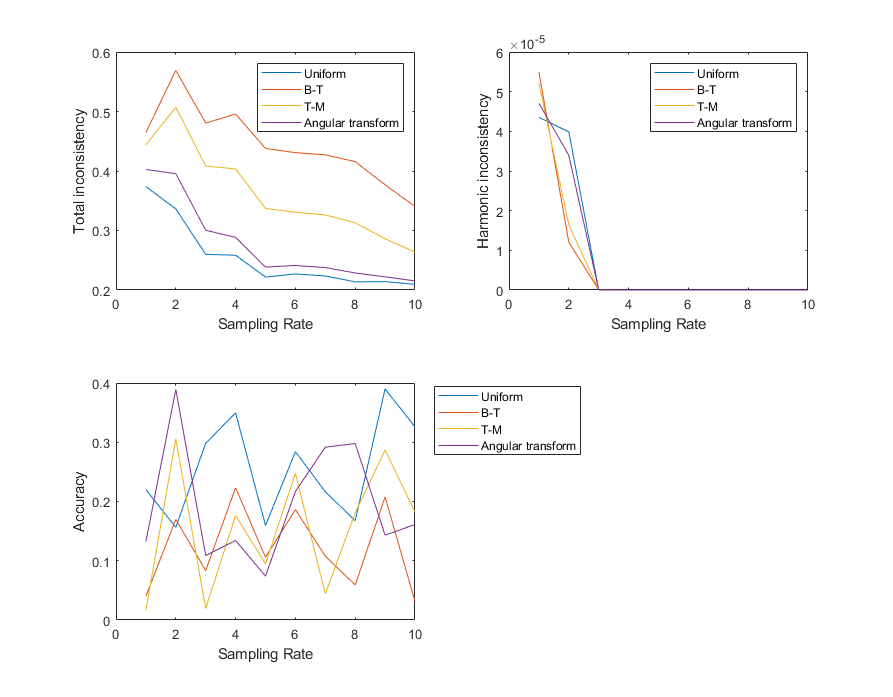 0.6
0.5
0.4
0.3
0.2
0 2 4 6 8 10
Sampling Rate
Total inconsistency
Uniform
B-T
T-M
Angular transform
×10^-5
6
5
4
3
2
1
0
0 2 4 6 8 10
Sampling Rate
Harmonic inconsistency
Uniform
B-T
T-M
Angular transform
0.4
0.3
0.2
0.1
0
0 2 4 6 8 10
Sampling Rate
Accuracy
Uniform
B-T
T-M
Angular transform